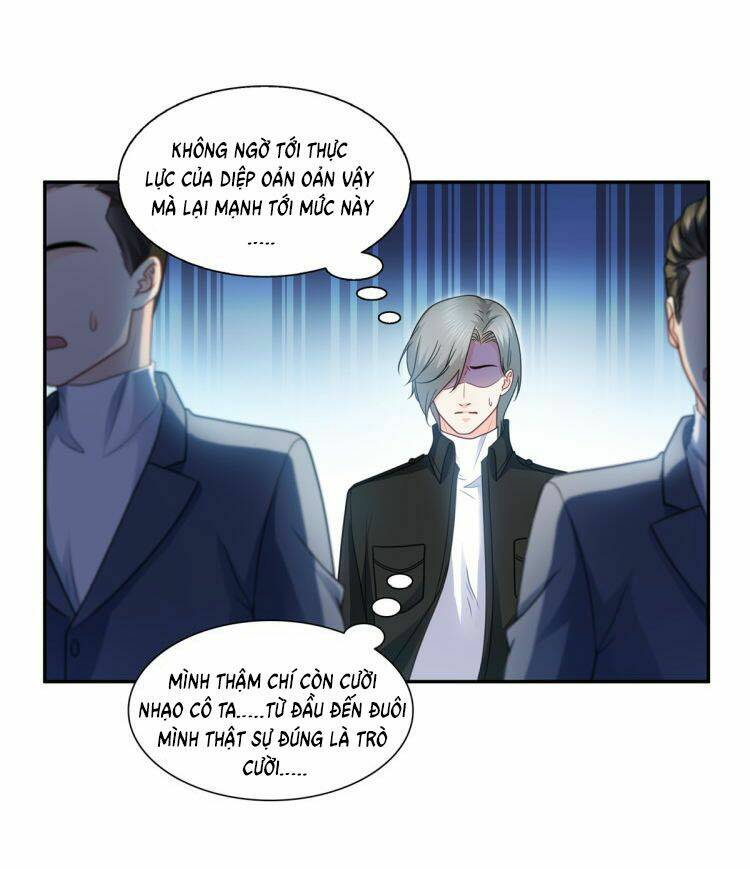 KHÔNG NGỜ TỚI THỰC
LỰC CỦA DIỆP OẢN OẢN VẬY
MÀ LẠI MẠNH TỚI MỨC NÀY
.....
MÌNH THẬM CHÍ CÒN CƯỜI
NHẠO CÔ TA.....TỪ ĐẦU ĐẾN ĐUÔI
MÌNH THẬT SỰ ĐÚNG LÀ TRÒ
CƯỜI.....